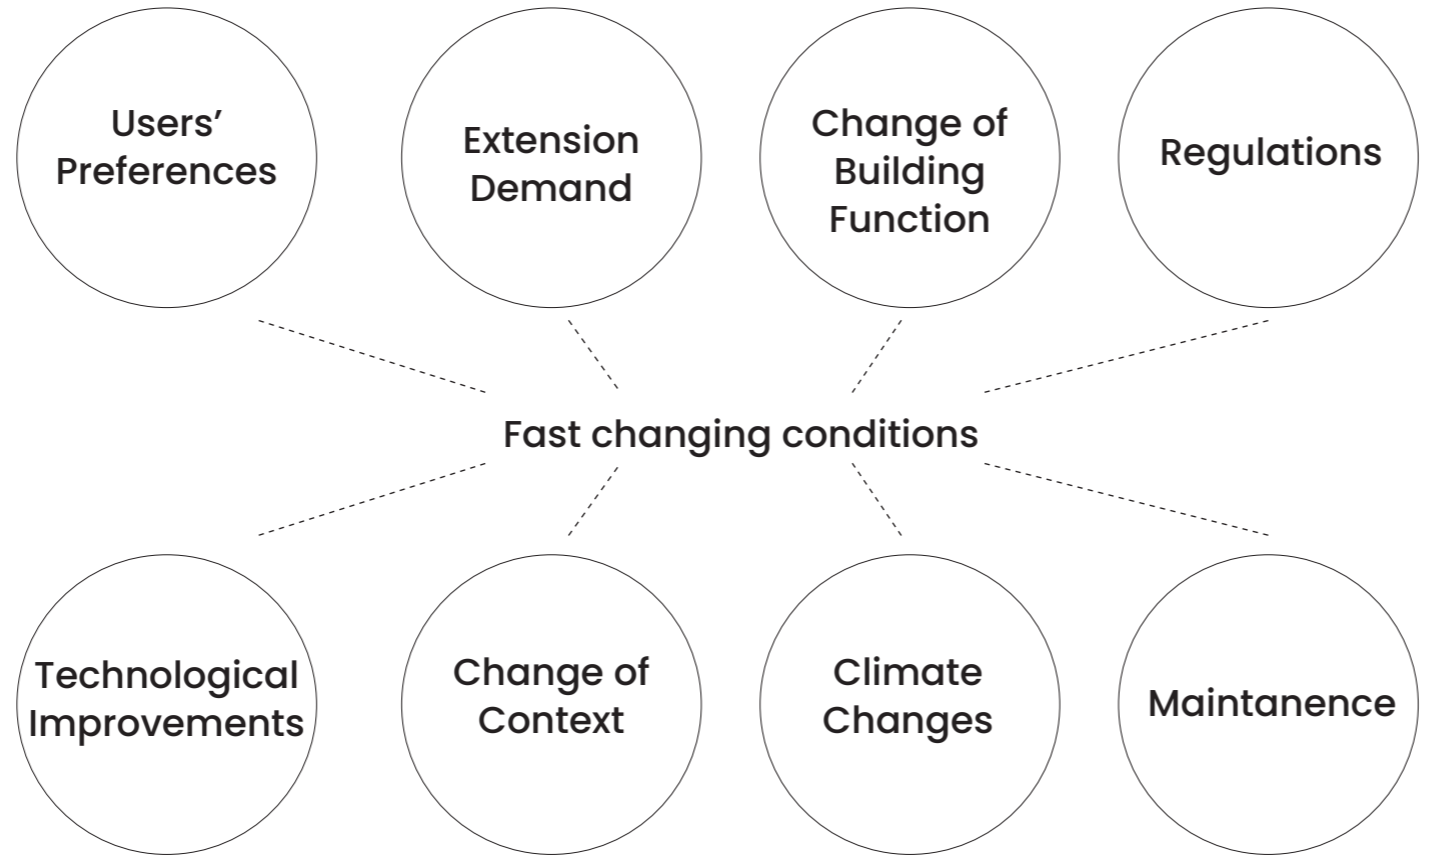 Users’
Preferences
Extension
Demand
Change of
Building
Function
Regulations
Fast changing conditions
Technological
Improvements
Change of
Context
Climate
Changes
Maintanence